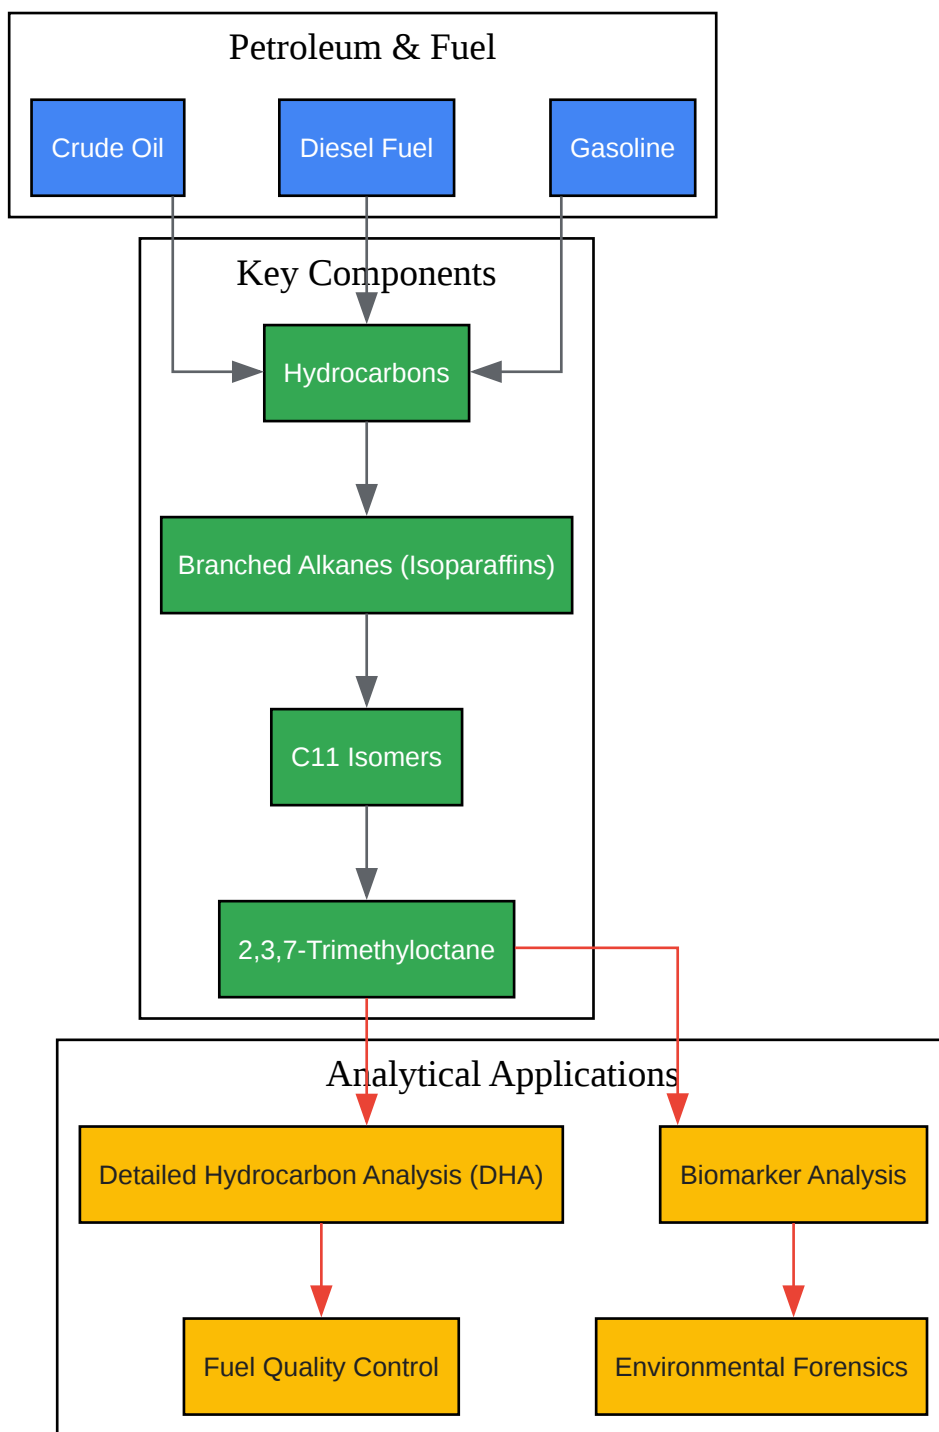 Petroleum & Fuel
Crude Oil
Diesel Fuel
Gasoline
Key Components
Hydrocarbons
Branched Alkanes (Isoparaffins)
C11 Isomers
2,3,7-Trimethyloctane
Analytical Applications
Detailed Hydrocarbon Analysis (DHA)
Biomarker Analysis
Fuel Quality Control
Environmental Forensics